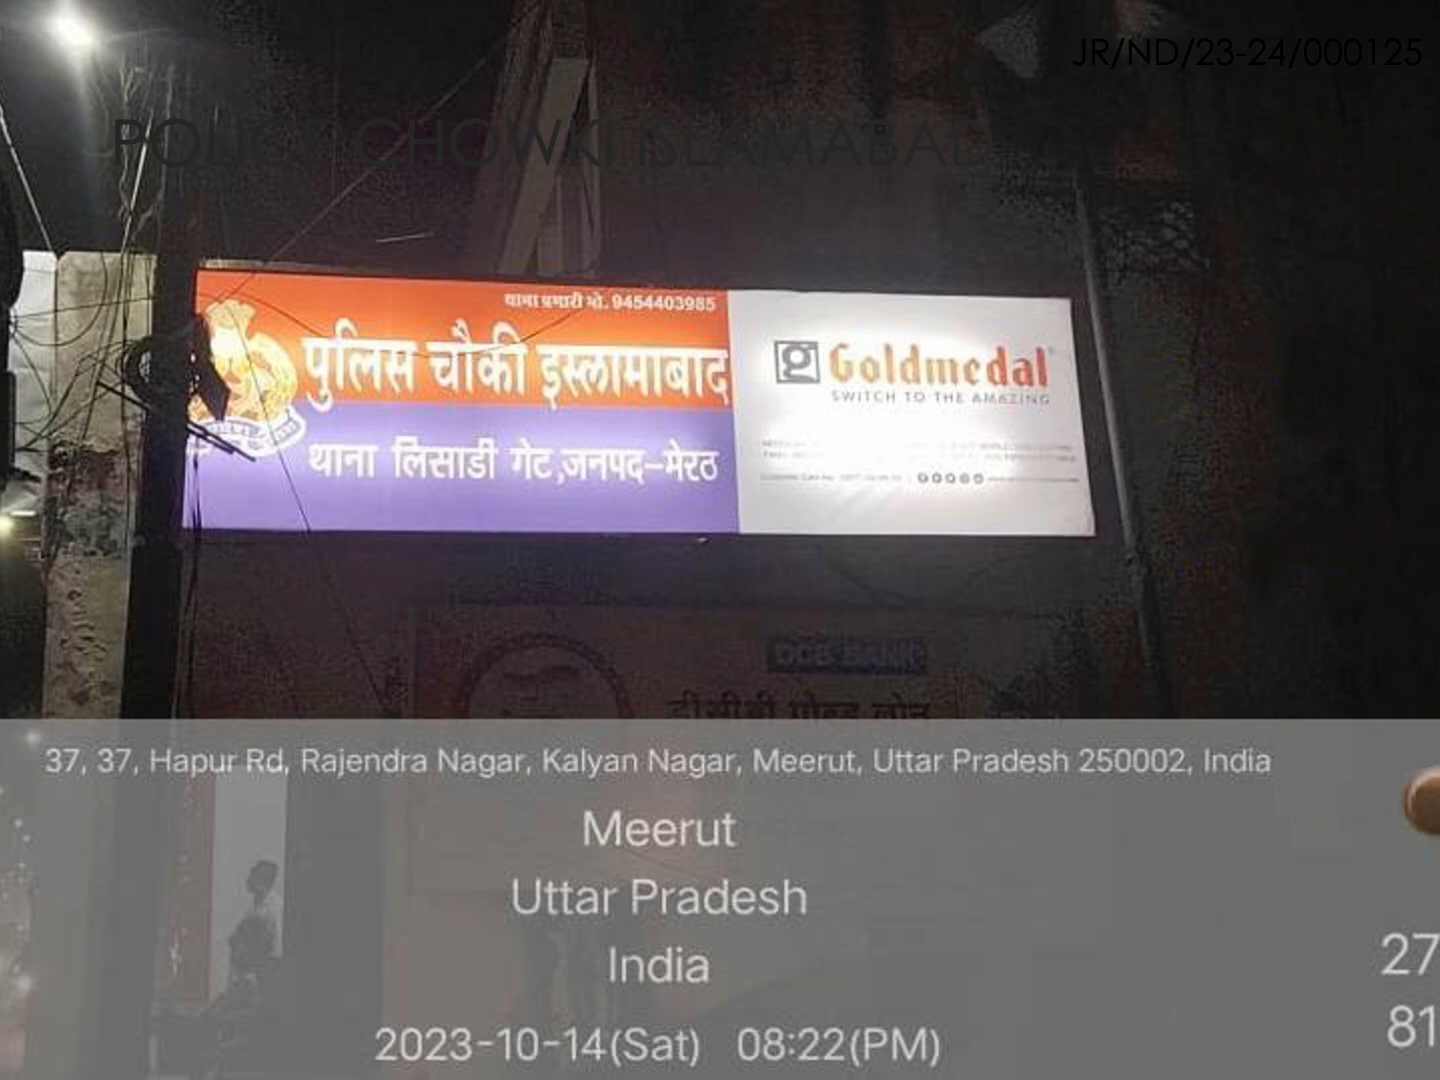 JR/ND/23-24/000125
POLICE CHOWKI ISLAMABAD
थाना प्रभारी मो. 9454403985
पुलिस चौकी इस्लामाबाद
थाना लिसाडी गेट,जनपद-मेरठ
g Goldmedal
SWITCH TO THE AMAZING
DCB BANK
डीसीबी गोल्ड लोन
37, 37, Hapur Rd, Rajendra Nagar, Kalyan Nagar, Meerut, Uttar Pradesh 250002, India
Meerut
Uttar Pradesh
India
27
2023-10-14(Sat) 08:22(PM)
81